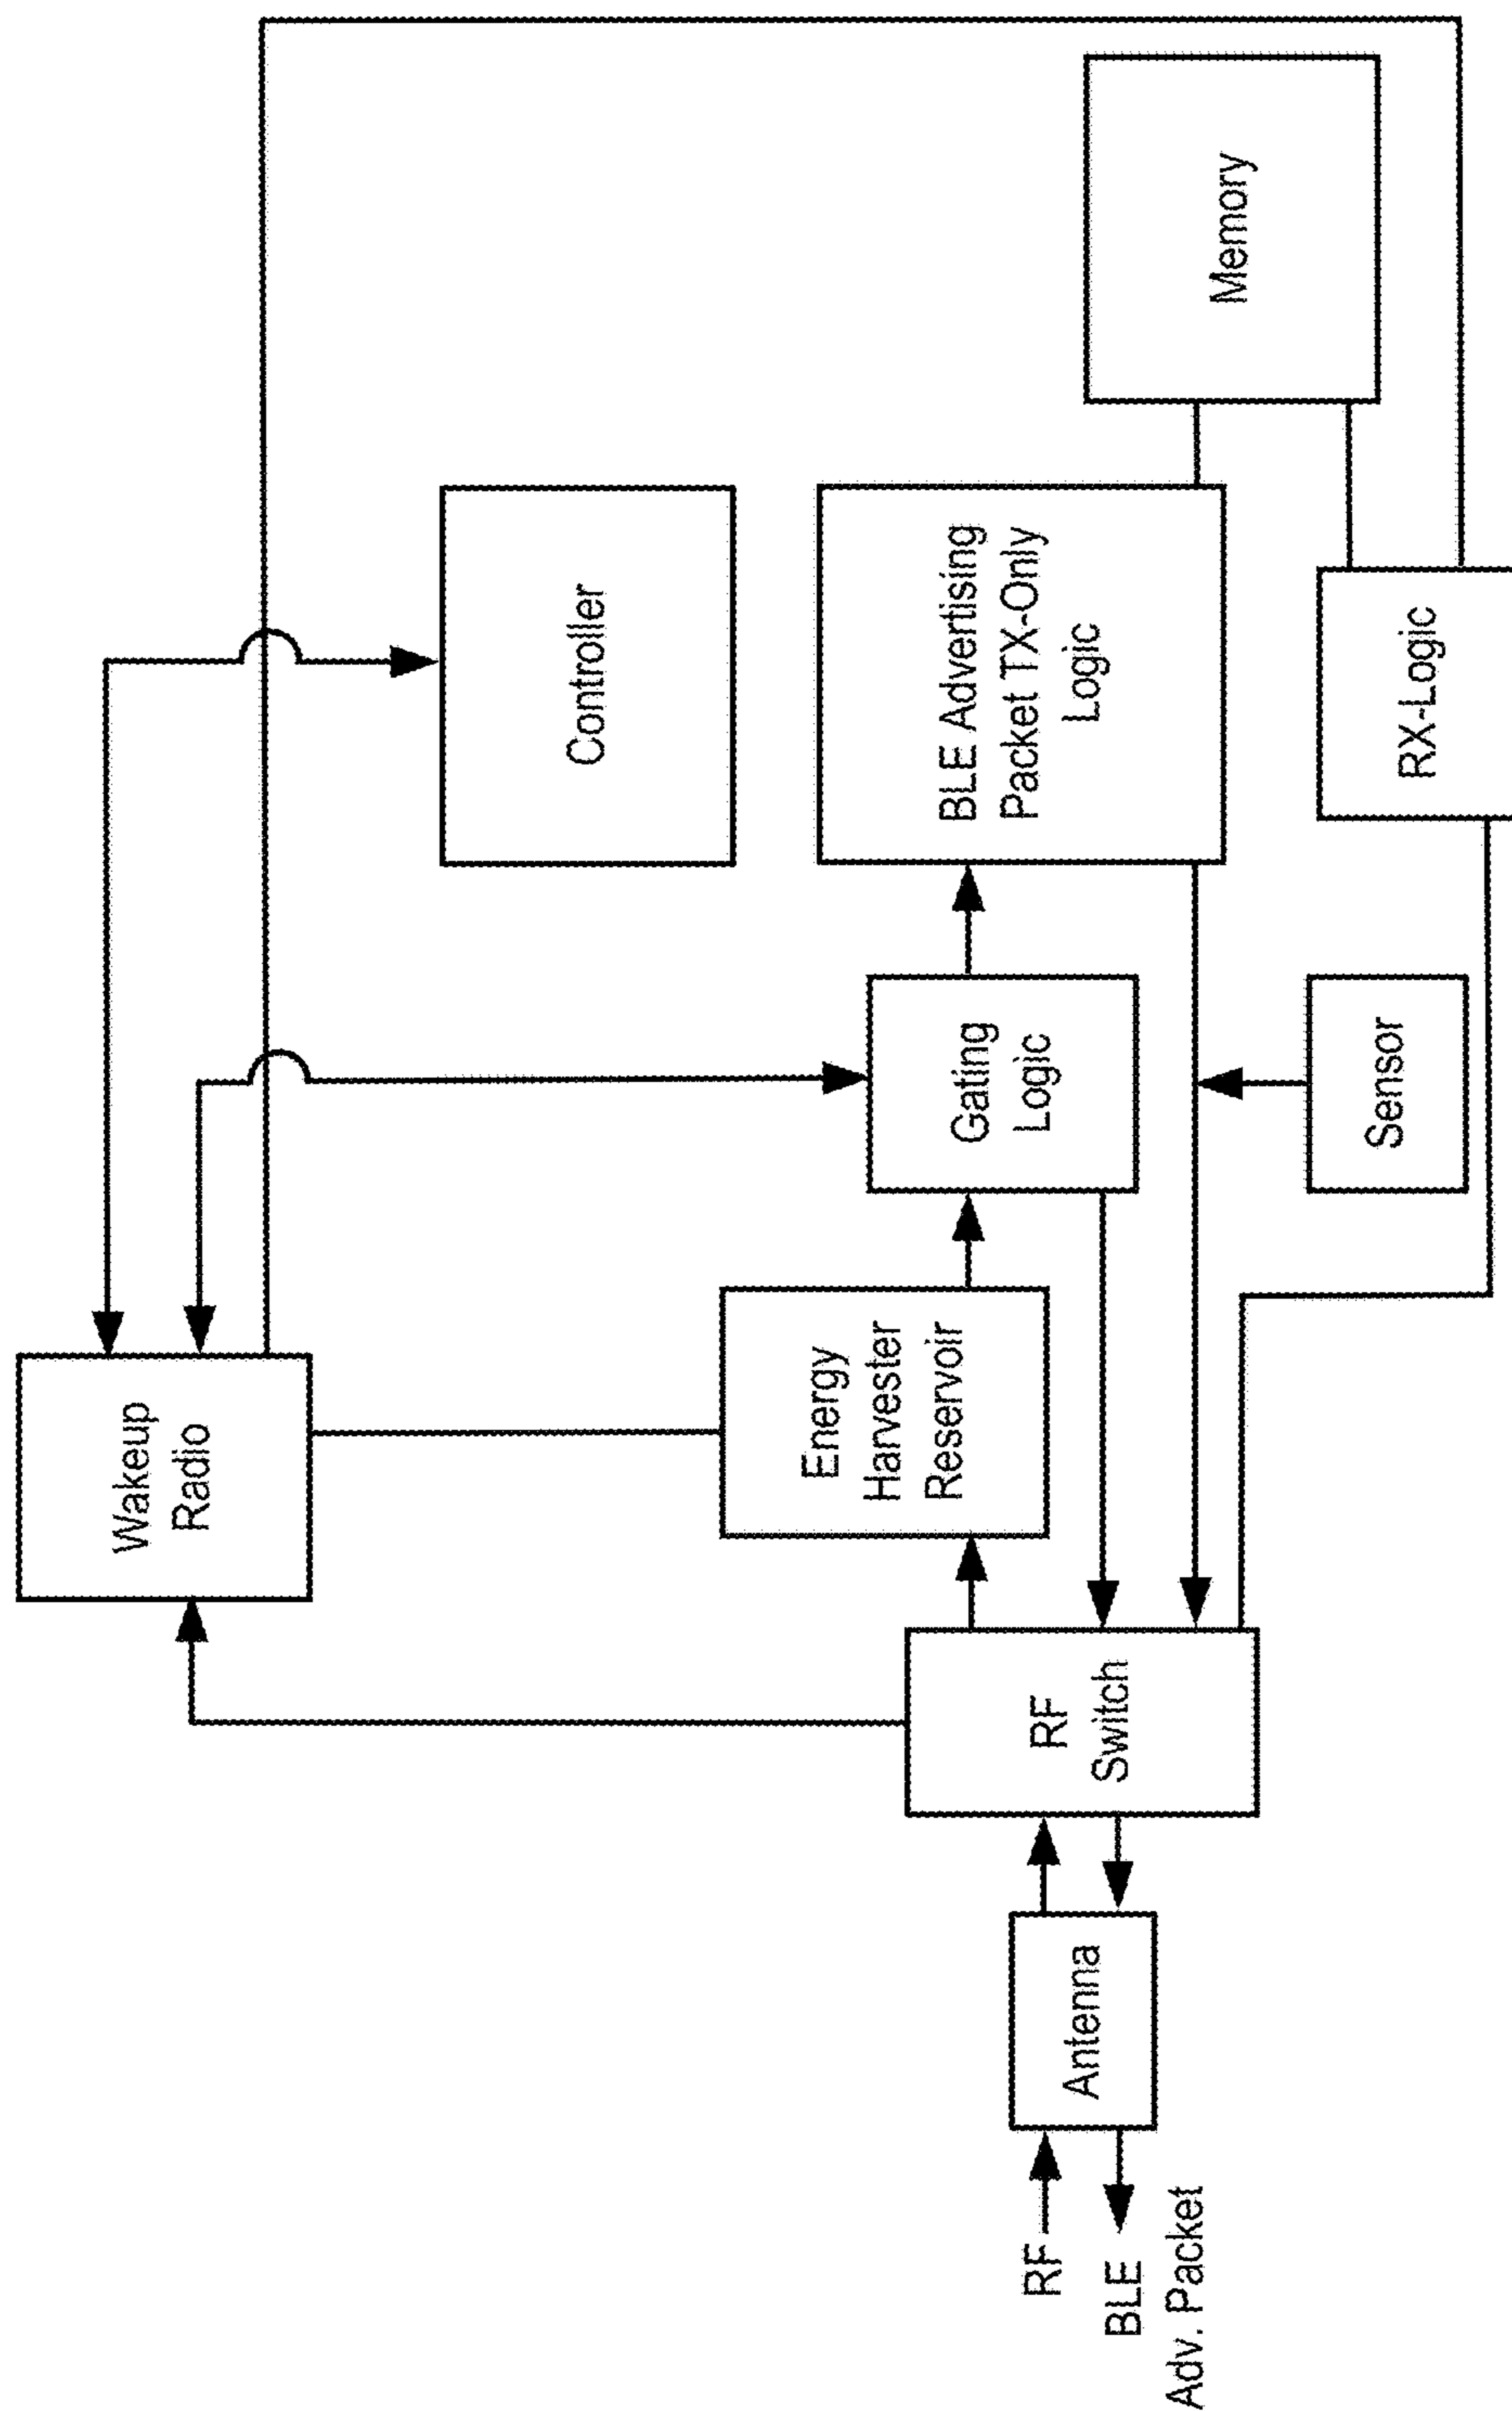 Wakeup
Radio
Controller
Energy
Harvester
Reservoir
Gating
Logic
BLE Advertising
Packet TX-Only
Logic
Memory
RF
Switch
Antenna
RF
BLE
Adv. Packet
Sensor
RX-Logic